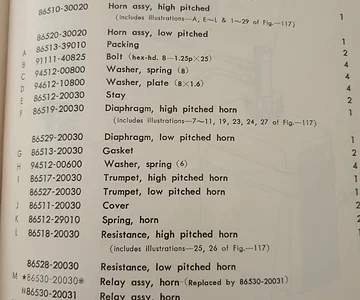 86510-30020 Horn assy, high pitched 1
(includes illustrations—A, E~L & 1~29 of Fig.—117)
86520-30020 Horn assy, low pitched 1
A 86513-39010 Packing 2
B 91111-40825 Bolt (hex-hd. 8—1.25p×25) 4
C 94512-00800 Washer, spring (8) 4
D 94612-10800 Washer, plate (8×1.6) 4
E 86512-20030 Stay 2
F 86519-20030 Diaphragm, high pitched horn
(includes illustrations—7~11, 19, 23, 24, 27 of Fig.—117)
86529-20030 Diaphragm, low pitched horn 1
G 86513-20030 Gasket 2
H 94512-00600 Washer, spring (6)
I 86517-20030 Trumpet, high pitched horn 1
86527-20030 Trumpet, low pitched horn 1
J 86511-20030 Cover 2
K 86512-29010 Spring, horn 2
L 86518-20030 Resistance, high pitched horn
(includes illustrations—25, 26 of Fig.—117)
86528-20030 Resistance, low pitched horn
M ★86530-20030※ Relay assy, horn (Replaced by 86530-20031)
86530-20031 Relay assy, horn